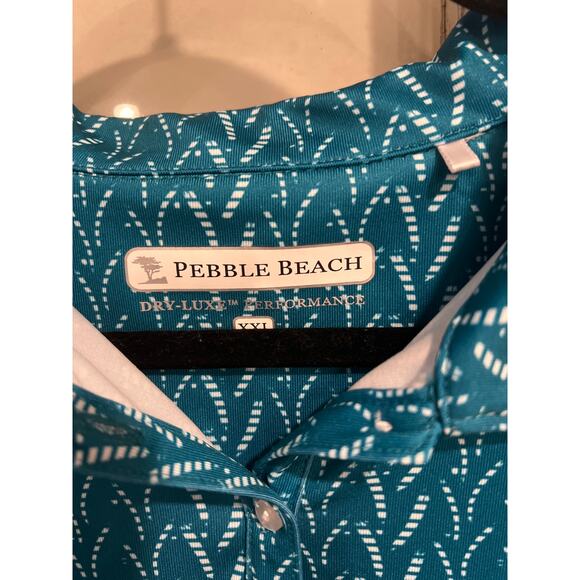 PEBBLE BEACH
DRY-LUXE™ PERFORMANCE
XXL